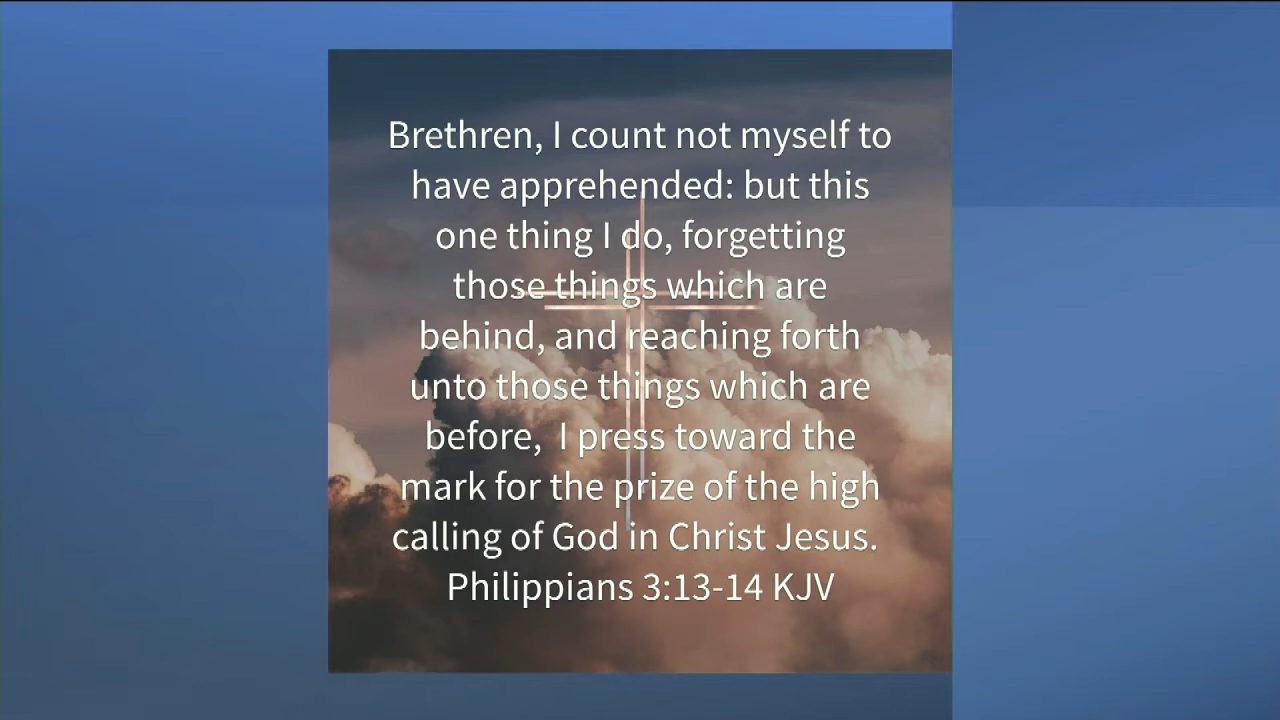 Brethren, I count not myself to
have apprehended: but this
one thing I do, forgetting
those things which are
behind, and reaching forth
unto those things which are
before,  I press toward the
mark for the prize of the high
calling of God in Christ Jesus.
Philippians 3:13-14 KJV